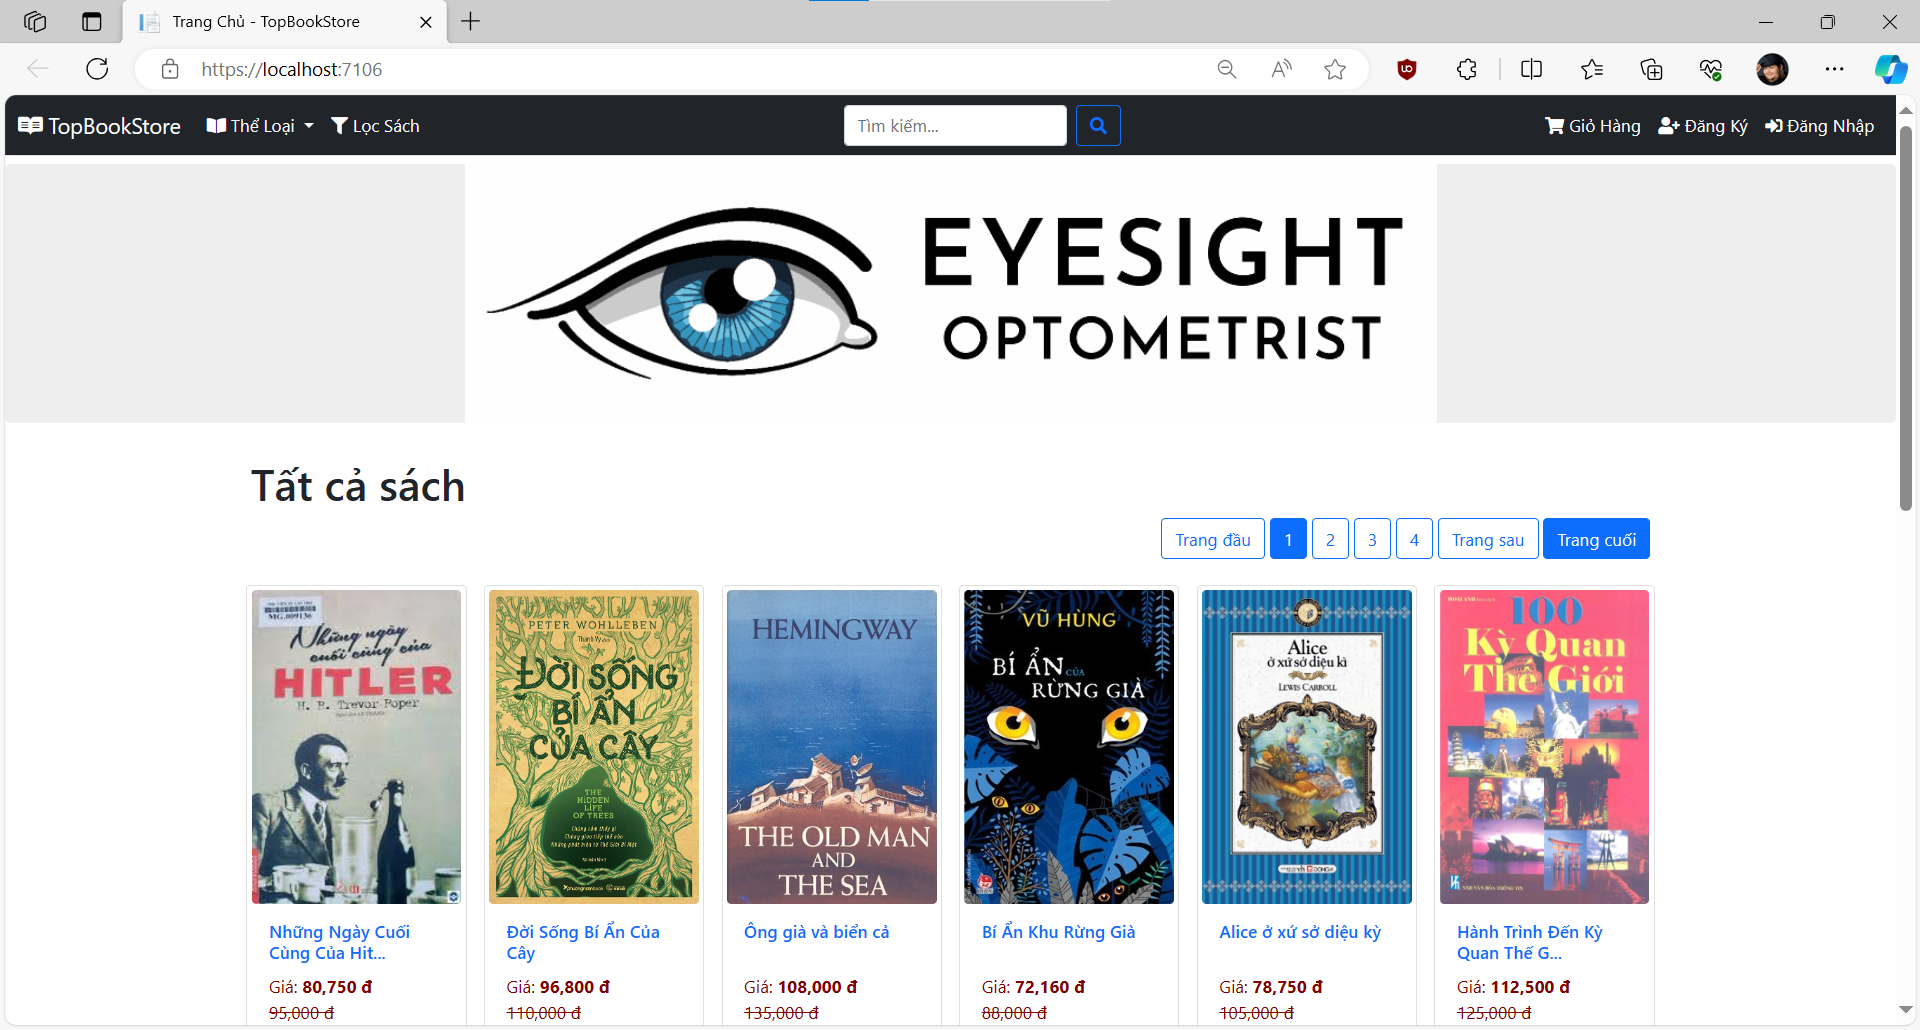 Trang Chủ - TopBookStore
https://localhost:7106
TopBookStore
Thể Loại
Lọc Sách
Tìm kiếm...
Giỏ Hàng
Đăng Ký
Đăng Nhập
EYESIGHT
OPTOMETRIST
Tất cả sách
Trang đầu
1
2
3
4
Trang sau
Trang cuối
MG.009136
Những ngày
cuối cùng của
HITLER
H. R. Trevor Roper
PETER WOHLLEBEN
ĐỜI SỐNG
BÍ ẨN
CỦA CÂY
THE
HIDDEN
LIFE
OF TREES
HEMINGWAY
THE OLD MAN
AND
THE SEA
VŨ HÙNG
BÍ ẨN CỦA
RỪNG GIÀ
Alice
ở xứ sở diệu kì
LEWIS CARROLL
100
Kỳ Quan
Thế Giới
Những Ngày Cuối
Cùng Của Hit...
Giá: 80,750 đ
95,000 đ
Đời Sống Bí Ẩn Của
Cây
Giá: 96,800 đ
110,000 đ
Ông già và biển cả
Giá: 108,000 đ
135,000 đ
Bí Ẩn Khu Rừng Già
Giá: 72,160 đ
88,000 đ
Alice ở xứ sở diệu kỳ
Giá: 78,750 đ
105,000 đ
Hành Trình Đến Kỳ
Quan Thế G...
Giá: 112,500 đ
125,000 đ